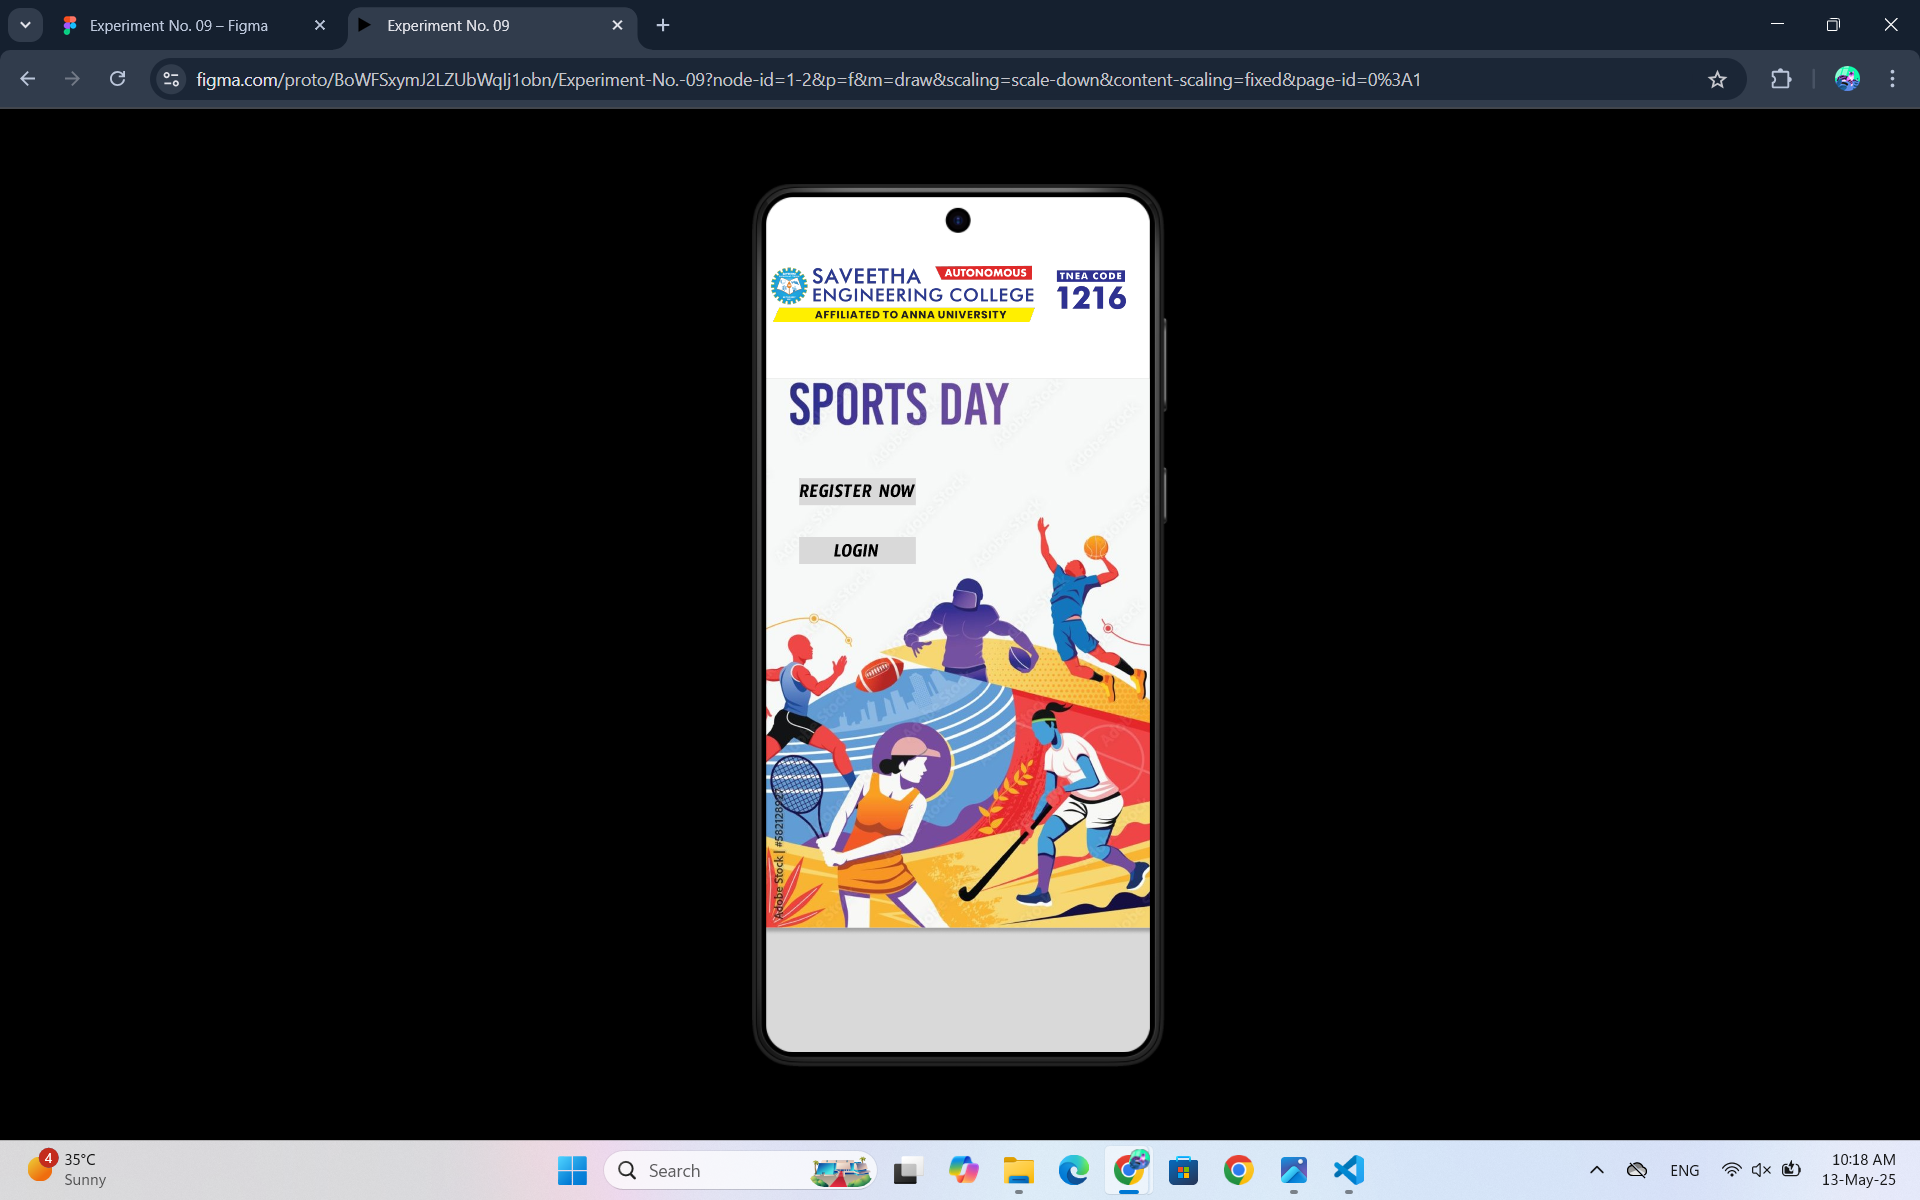 Experiment No. 09 – Figma
Experiment No. 09
figma.com/proto/BoWFSxymJ2LZUbWqIj1obn/Experiment-No.-09?node-id=1-2&p=f&m=draw&scaling=scale-down&content-scaling=fixed&page-id=0%3A1
SAVEETHA AUTONOMOUS
ENGINEERING COLLEGE
AFFILIATED TO ANNA UNIVERSITY
TNEA CODE
1216
SPORTS DAY
REGISTER NOW
LOGIN
Adobe Stock
Adobe Stock | #582128927
4
35°C
Sunny
Search
ENG
10:18 AM
13-May-25